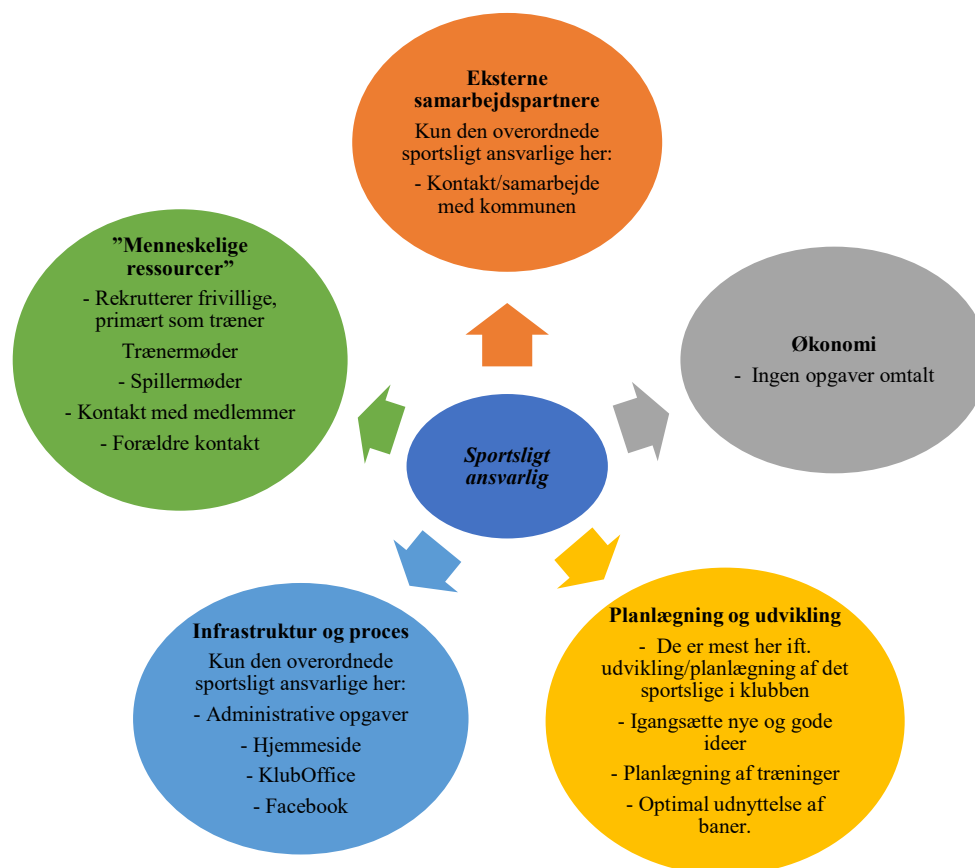 Eksterne
samarbejdspartnere
Kun den overordnede
sportsligt ansvarlige her:
- Kontakt/samarbejde
med kommunen
”Menneskelige
ressourcer”
- Rekrutterer frivillige,
primært som træner
Trænermøder
- Spillermøder
- Kontakt med medlemmer
- Forældre kontakt
Økonomi
- Ingen opgaver omtalt
Sportsligt
ansvarlig
Infrastruktur og proces
Kun den overordnede
sportsligt ansvarlige her:
- Administrative opgaver
- Hjemmeside
- KlubOffice
- Facebook
Planlægning og udvikling
- De er mest her ift.
udvikling/planlægning af det
sportslige i klubben
- Igangsætte nye og gode
ideer
- Planlægning af træninger
- Optimal udnyttelse af
baner.